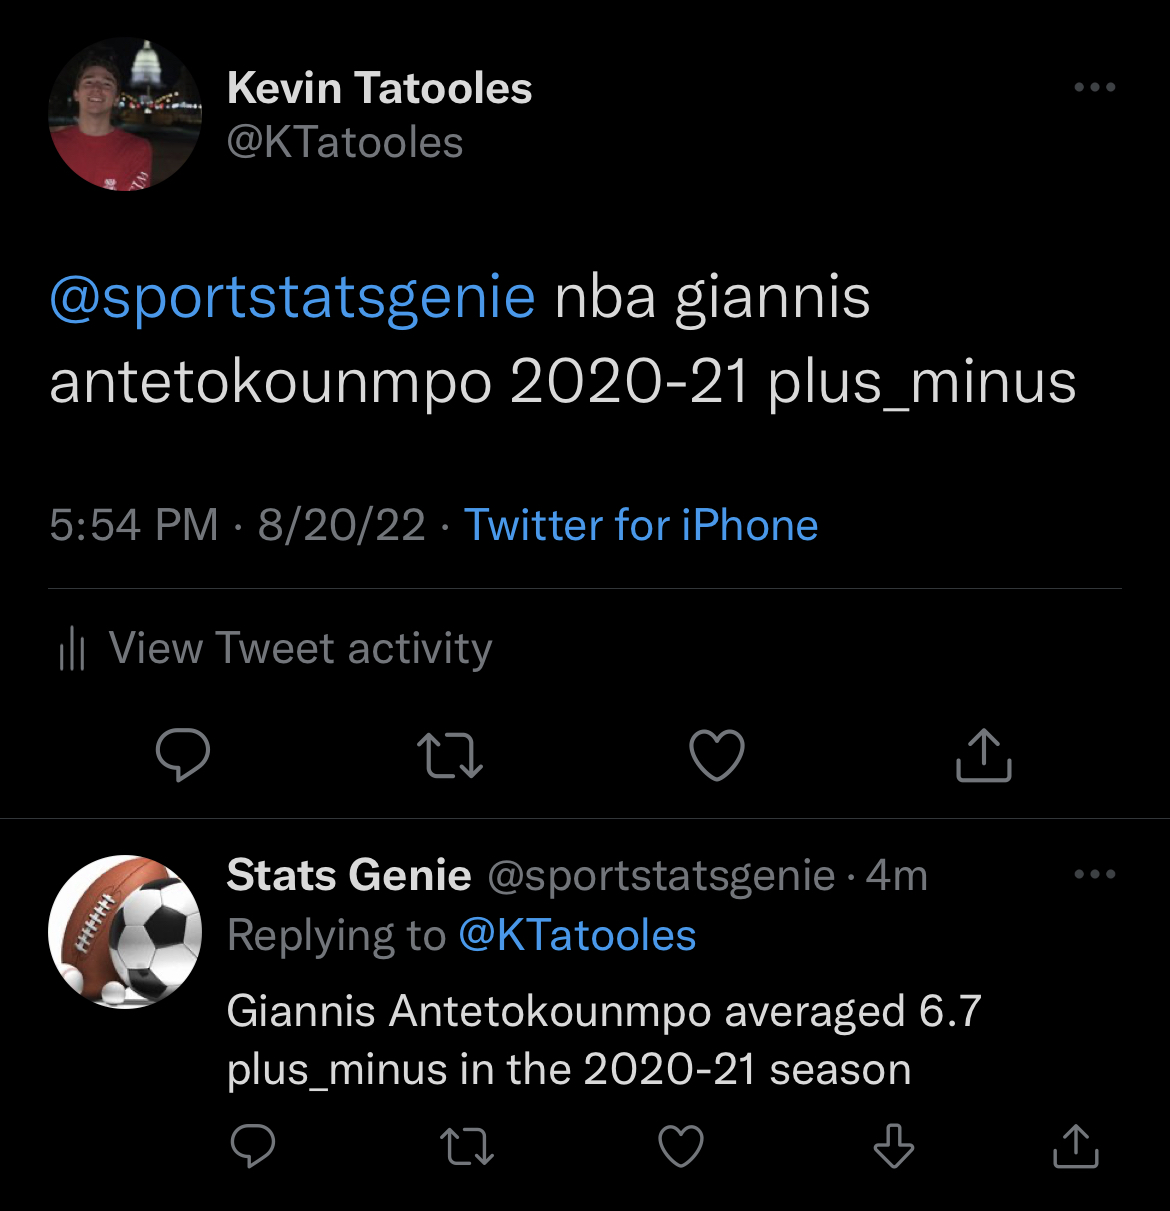 Kevin Tatooles
@KTatooles
@sportstatsgenie nba giannis
antetokounmpo 2020-21 plus_minus
5:54 PM · 8/20/22 · Twitter for iPhone
View Tweet activity
Stats Genie @sportstatsgenie · 4m
Replying to @KTatooles
Giannis Antetokounmpo averaged 6.7
plus_minus in the 2020-21 season